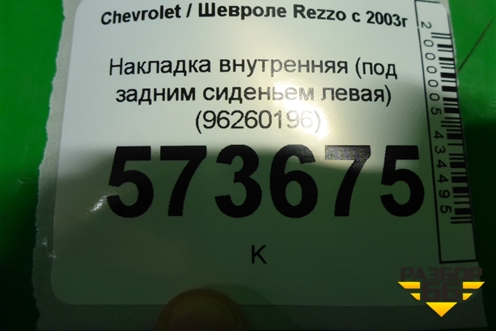 Chevrolet / Шевроле Rezzo с 2003г
Накладка внутренняя (под
задним сиденьем левая)
(96260196)
573675
К
2000005434495
РАЗБОР